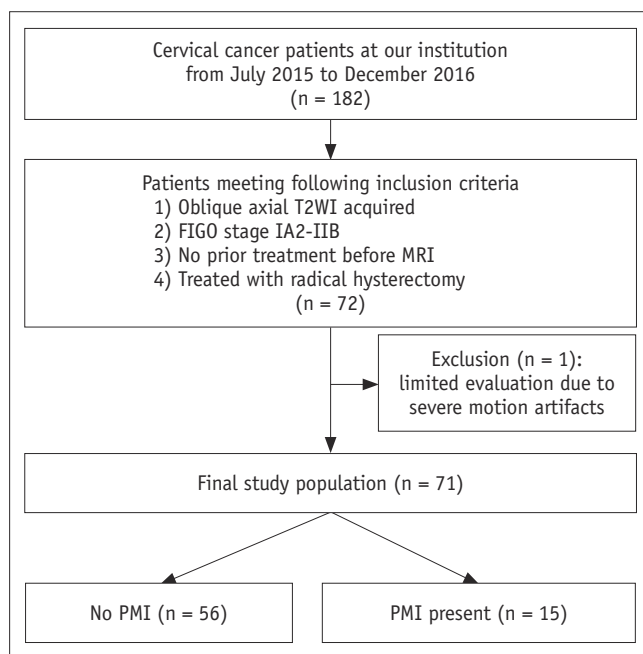 Cervical cancer patients at our institution
from July 2015 to December 2016
(n = 182)
Patients meeting following inclusion criteria
1) Oblique axial T2WI acquired
2) FIGO stage IA2-IIB
3) No prior treatment before MRI
4) Treated with radical hysterectomy
(n = 72)
Exclusion (n = 1):
limited evaluation due to
severe motion artifacts
Final study population (n = 71)
No PMI (n = 56)
PMI present (n = 15)